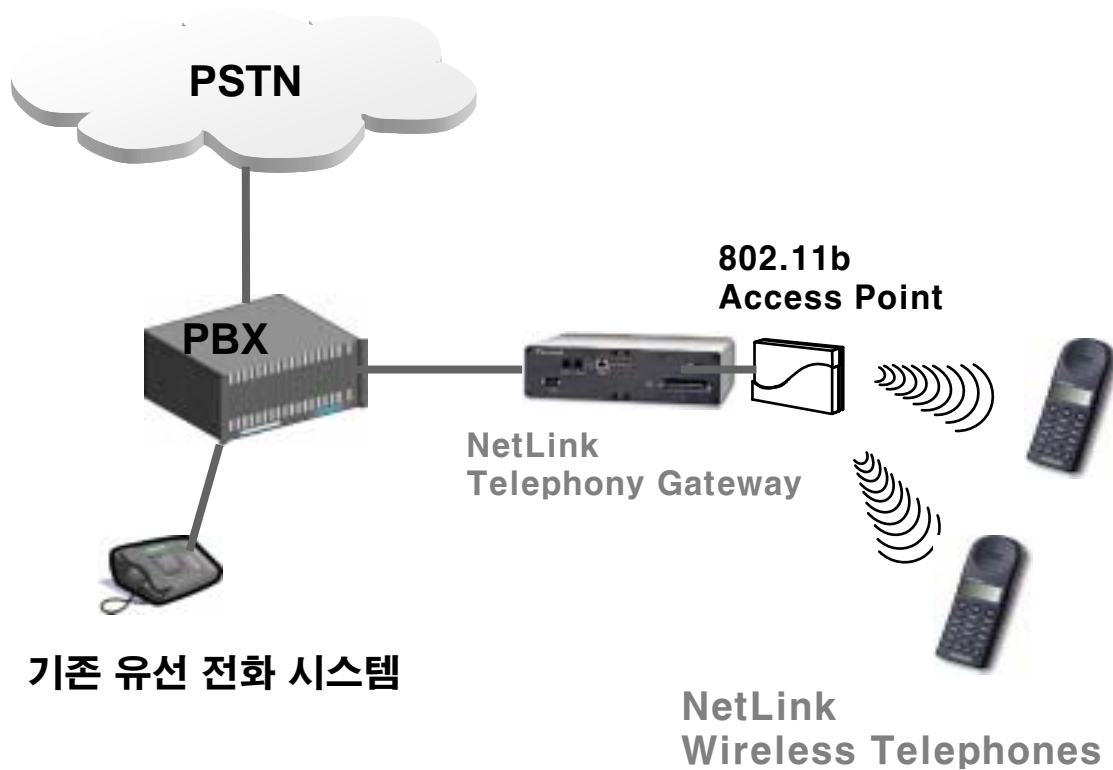 PSTN
802.11b
Access Point
PBX
NetLink
Telephony Gateway
기존 유선 전화 시스템
NetLink
Wireless Telephones